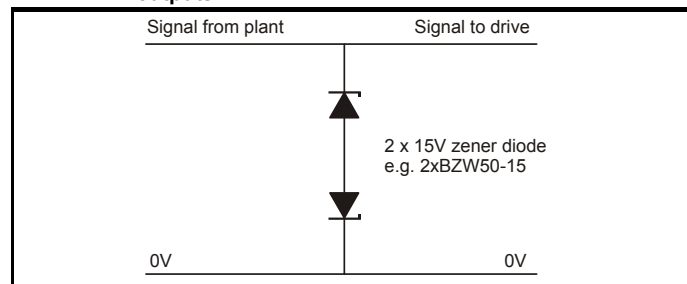 Signal from plant Signal to drive
2 x 15V zener diode
e.g. 2xBZW50-15
0V 0V